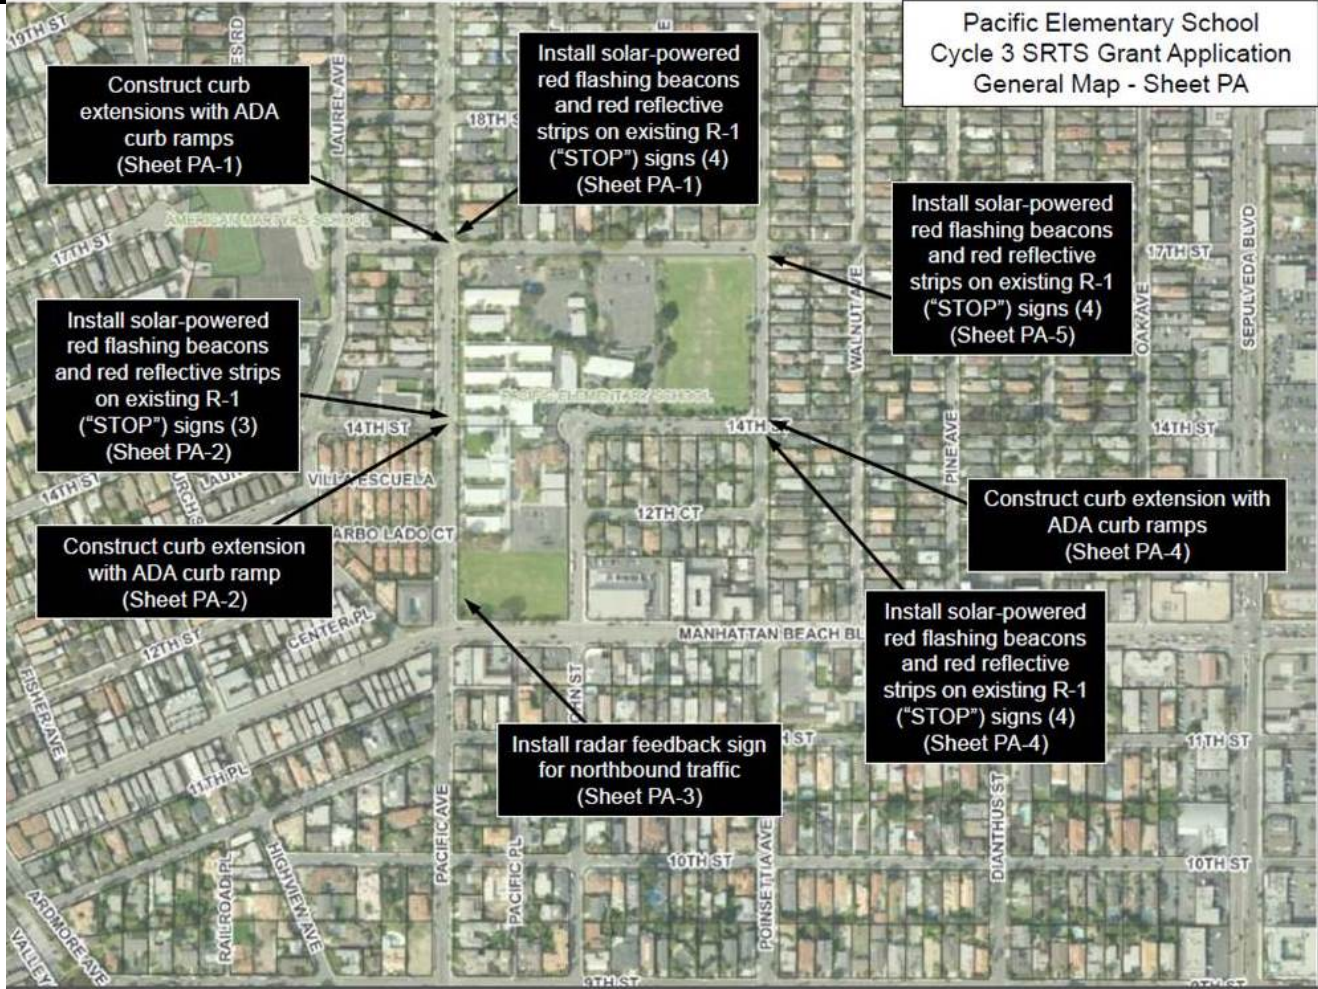 Pacific Elementary School
Cycle 3 SRTS Grant Application
General Map - Sheet PA
Construct curb
extensions with ADA
curb ramps
(Sheet PA-1)
Install solar-powered
red flashing beacons
and red reflective
strips on existing R-1
("STOP") signs (4)
(Sheet PA-1)
Install solar-powered
red flashing beacons
and red reflective
strips on existing R-1
("STOP") signs (4)
(Sheet PA-5)
Install solar-powered
red flashing beacons
and red reflective strips
on existing R-1
("STOP") signs (3)
(Sheet PA-2)
Construct curb extension
with ADA curb ramp
(Sheet PA-2)
Construct curb extension with
ADA curb ramps
(Sheet PA-4)
Install solar-powered
red flashing beacons
and red reflective
strips on existing R-1
("STOP") signs (4)
(Sheet PA-4)
Install radar feedback sign
for northbound traffic
(Sheet PA-3)
19TH ST
ES RD
LAUREL AVE
E
18TH S
AMERICAN MARTYRS SCHOOL
17TH ST
17TH ST
WALNUT AVE
OAK AVE
SEPULVEDA BLVD
PACIFIC ELEMENTARY SCHOOL
14TH ST
14TH ST
14TH ST
14TH ST
PINE AVE
VILLA ESCUELA
URCH S
LAUR
ARBO LADO CT
12TH CT
12TH ST
CENTER PL
MANHATTAN BEACH BL
FISHER AVE
OHN ST
H ST
11TH ST
11TH PL
PACIFIC AVE
PACIFIC PL
POINSETTIA AVE
DIANTHUS ST
10TH ST
10TH ST
HIGHVIEW AVE
RAILROAD PL
ARDMORE AVE
VALLEY
9TH ST
9TH ST